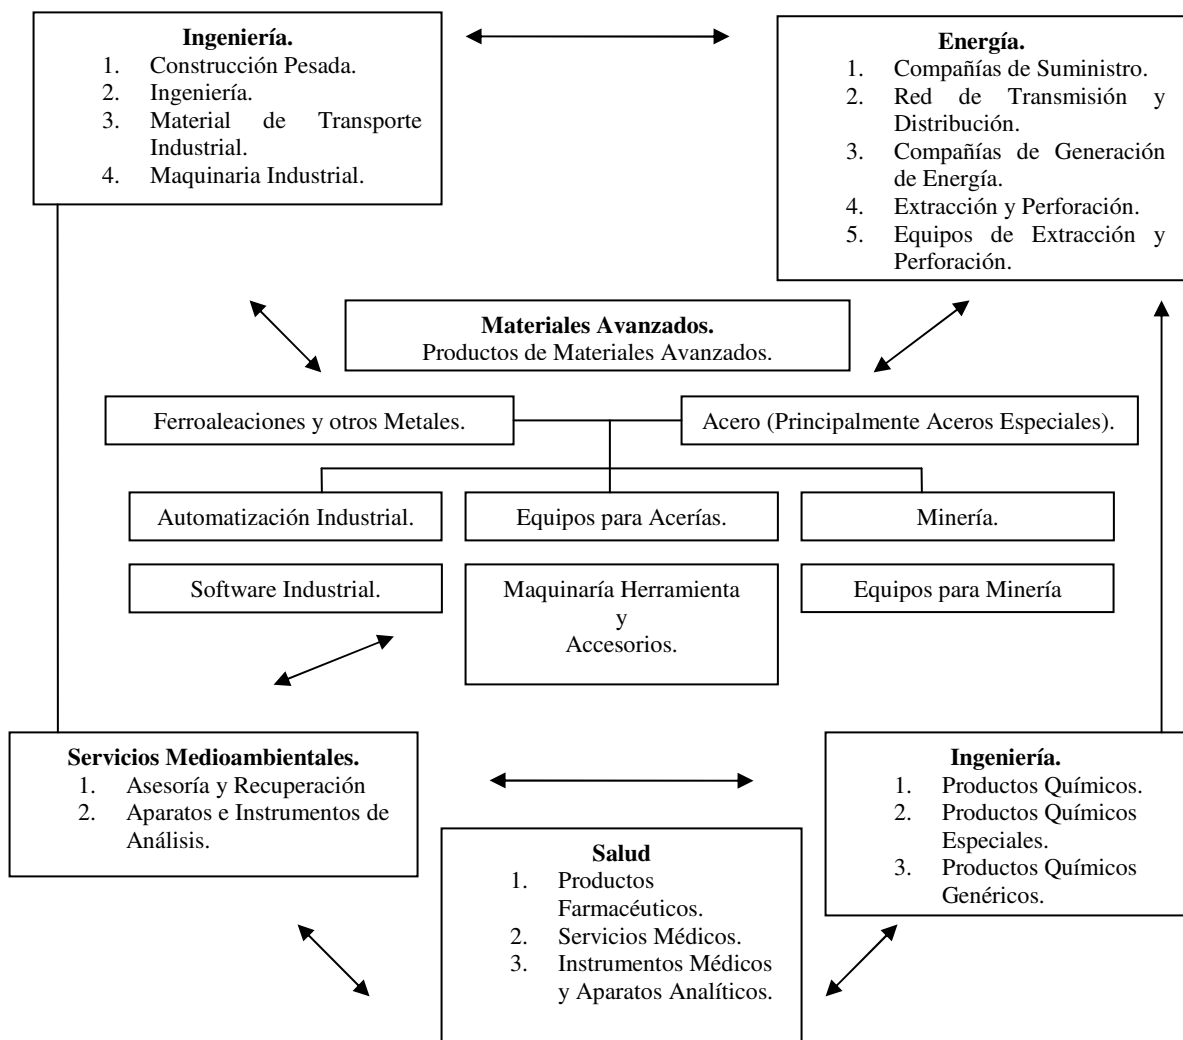 Ingeniería.
1. Construcción Pesada.
2. Ingeniería.
3. Material de Transporte
Industrial.
4. Maquinaria Industrial.
Energía.
1. Compañías de Suministro.
2. Red de Transmisión y
Distribución.
3. Compañías de Generación
de Energía.
4. Extracción y Perforación.
5. Equipos de Extracción y
Perforación.
Materiales Avanzados.
Productos de Materiales Avanzados.
Ferroaleaciones y otros Metales.
Acero (Principalmente Aceros Especiales).
Automatización Industrial.
Equipos para Acerías.
Minería.
Software Industrial.
Maquinaría Herramienta
y
Accesorios.
Equipos para Minería
Servicios Medioambientales.
1. Asesoría y Recuperación
2. Aparatos e Instrumentos de
Análisis.
Salud
1. Productos
Farmacéuticos.
2. Servicios Médicos.
3. Instrumentos Médicos
y Aparatos Analíticos.
Ingeniería.
1. Productos Químicos.
2. Productos Químicos
Especiales.
3. Productos Químicos
Genéricos.